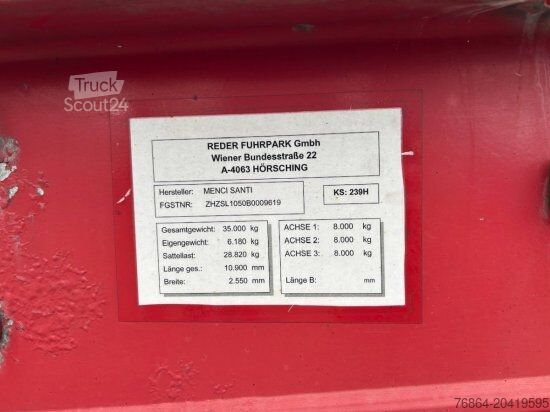 Truck
Scout24
REDER FUHRPARK Gmbh
Wiener Bundesstraße 22
A-4063 HÖRSCHING
Hersteller: MENCI SANTI
FGSTNR: ZHZSL1050B0009619
KS: 239H
Gesamtgewicht: 35.000 kg
Eigengewicht: 6.180 kg
Sattellast: 28.820 kg
Länge ges.: 10.900 mm
Breite: 2.550 mm
ACHSE 1: 8.000 kg
ACHSE 2: 8.000 kg
ACHSE 3: 8.000 kg
Länge B: mm
76864-20419595